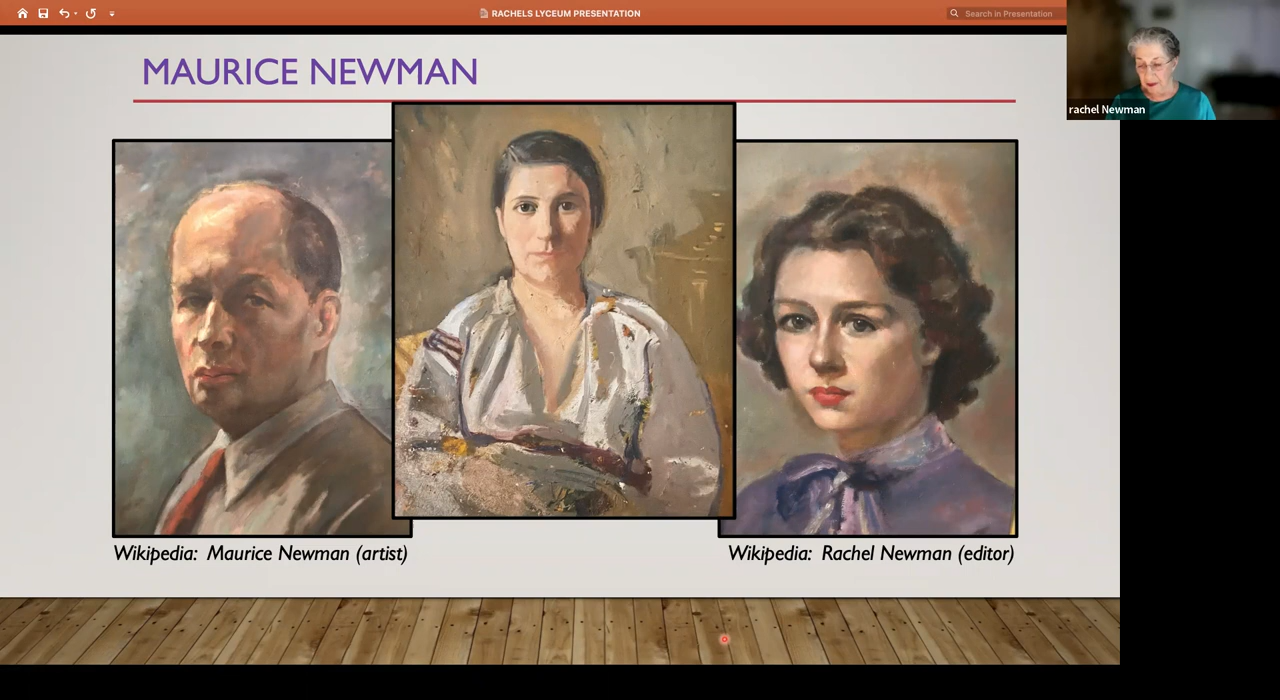 RACHELS LYCEUM PRESENTATION
Search in Presentation
MAURICE NEWMAN
rachel Newman
Wikipedia: Maurice Newman (artist)
Wikipedia: Rachel Newman (editor)